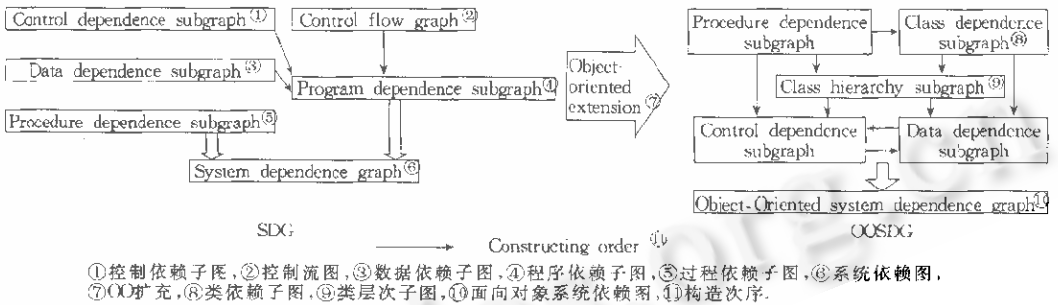 Control dependence subgraph①
Control flow graph②
Data dependence subgraph③
Program dependence subgraph④
Procedure dependence subgraph⑤
System dependence graph⑥
SDG
Object-
oriented
extension⑦
Procedure dependence
subgraph
Class dependence
subgraph⑧
Class hierarchy subgraph⑨
Control dependence
subgraph
Data dependence
subgraph
Object-Oriented system dependence graph⑩
OOSDG
Constructing order⑪
①控制依赖子图,②控制流图,③数据依赖子图,④程序依赖子图,⑤过程依赖子图,⑥系统依赖图,
⑦OO扩充,⑧类依赖子图,⑨类层次子图,⑩面向对象系统依赖图,⑪构造次序.